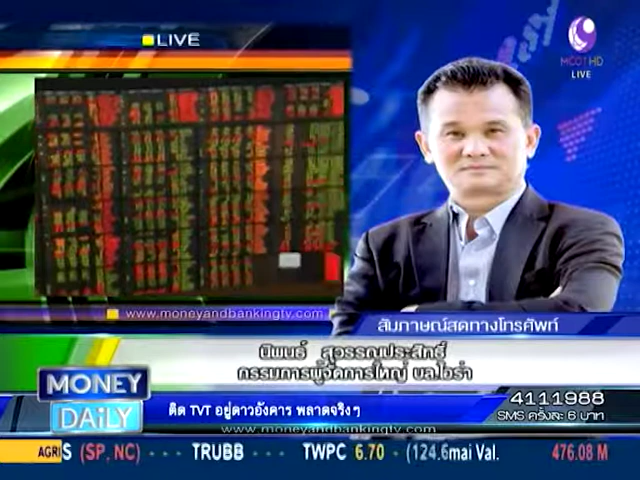 LIVE
MCOT HD
LIVE
www.moneyandbankingtv.com
สัมภาษณ์สดทางโทรศัพท์
นิพนธ์ สุวรรณประสิทธิ์
กรรมการผู้จัดการใหญ่ บล.ไอร่า
MONEY
DAiLY
ติด TVT อยู่ดาวอังคาร พลาดจริงๆ
4111988
SMS ครั้งละ 6 บาท
www.moneyandbankingtv.com
AGRI S (SP, NC) - - - TRUBB - - - TWPC 6.70 - (124.6 mai Val. 476.08 M